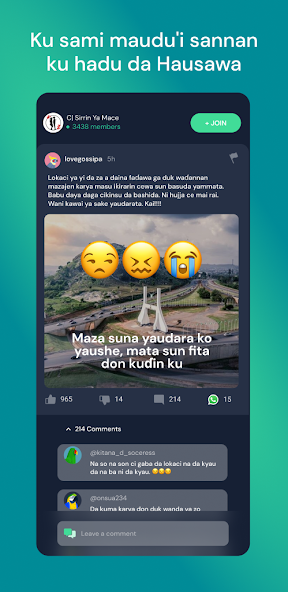 Ku sami maudu'i sannan
ku hadu da Hausawa
C| Sirrin Ya Mace
3438 members
+ JOIN
lovegossipa 5h
Lokaci ya yi da za a daina fadawa ga duk wadannan
mazajen karya masu ikirarin cewa sun basuda yammata.
Babu daya daga cikinsu da bashida. Ni hujja ce mai rai.
Wani kawai ya sake yaudarata. Kai!!!!
Maza suna yaudara ko
yaushe, mata sun fita
don kuɗin ku
965 14 214 15
214 Comments
@kitana_d_soceress
Na so na son ci gaba da lokaci na da kyau
da na ba ni da kyau.
@onsua234
Da kuma karya don duk wanda ya zo
Leave a comment